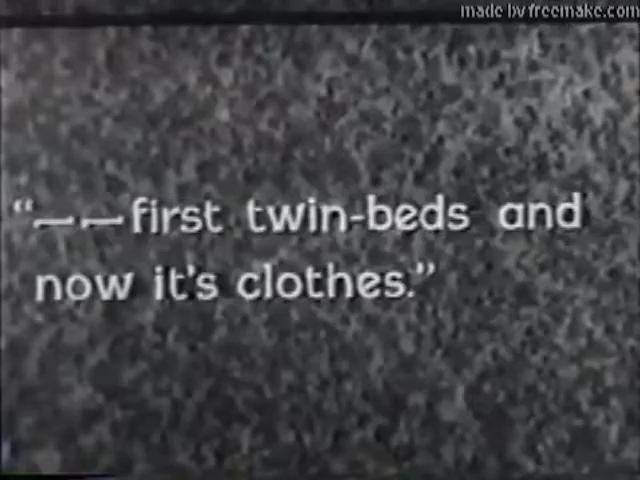 made by freemake.com
“——first twin-beds and
now it's clothes.”